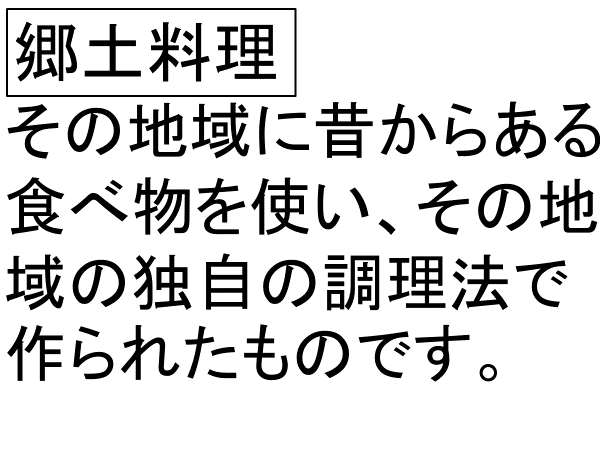 郷土料理
その地域に昔からある
食べ物を使い、その地
域の独自の調理法で
作られたものです。